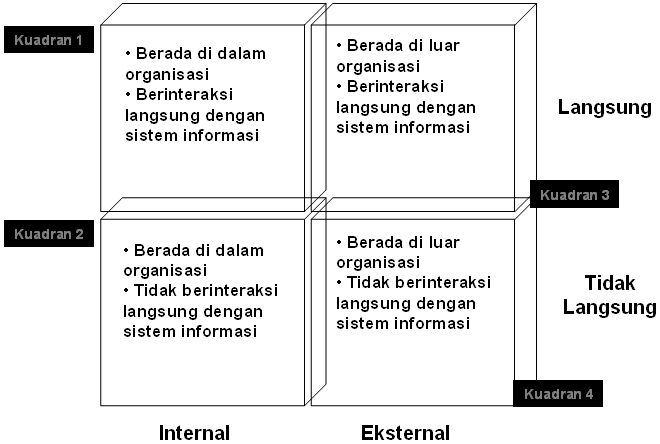 Kuadran 1
• Berada di dalam
organisasi
• Berinteraksi
langsung dengan
sistem informasi
• Berada di luar
organisasi
• Berinteraksi
langsung dengan
sistem informasi
Langsung
Kuadran 3
Kuadran 2
• Berada di dalam
organisasi
• Tidak berinteraksi
langsung dengan
sistem informasi
• Berada di luar
organisasi
• Tidak berinteraksi
langsung dengan
sistem informasi
Tidak
Langsung
Kuadran 4
Internal
Eksternal